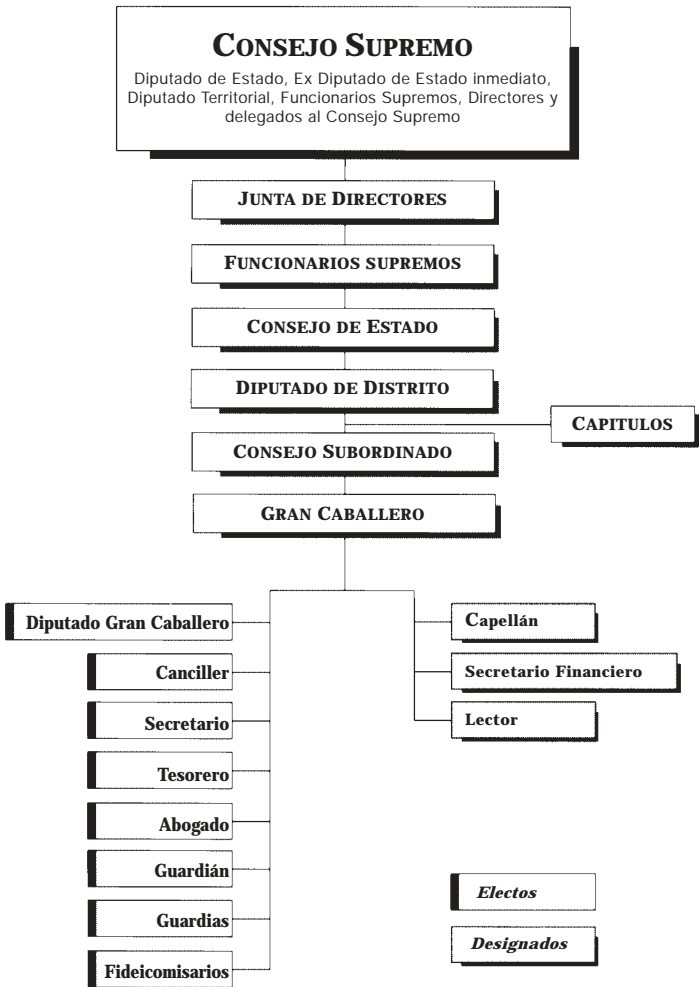 CONSEJO SUPREMO
Diputado de Estado, Ex Diputado de Estado inmediato,
Diputado Territorial, Funcionarios Supremos, Directores y
delegados al Consejo Supremo
JUNTA DE DIRECTORES
FUNCIONARIOS SUPREMOS
CONSEJO DE ESTADO
DIPUTADO DE DISTRITO
CAPITULOS
CONSEJO SUBORDINADO
GRAN CABALLERO
Diputado Gran Caballero
Canciller
Secretario
Tesorero
Abogado
Guardián
Guardias
Fideicomisarios
Capellán
Secretario Financiero
Lector
Electos
Designados